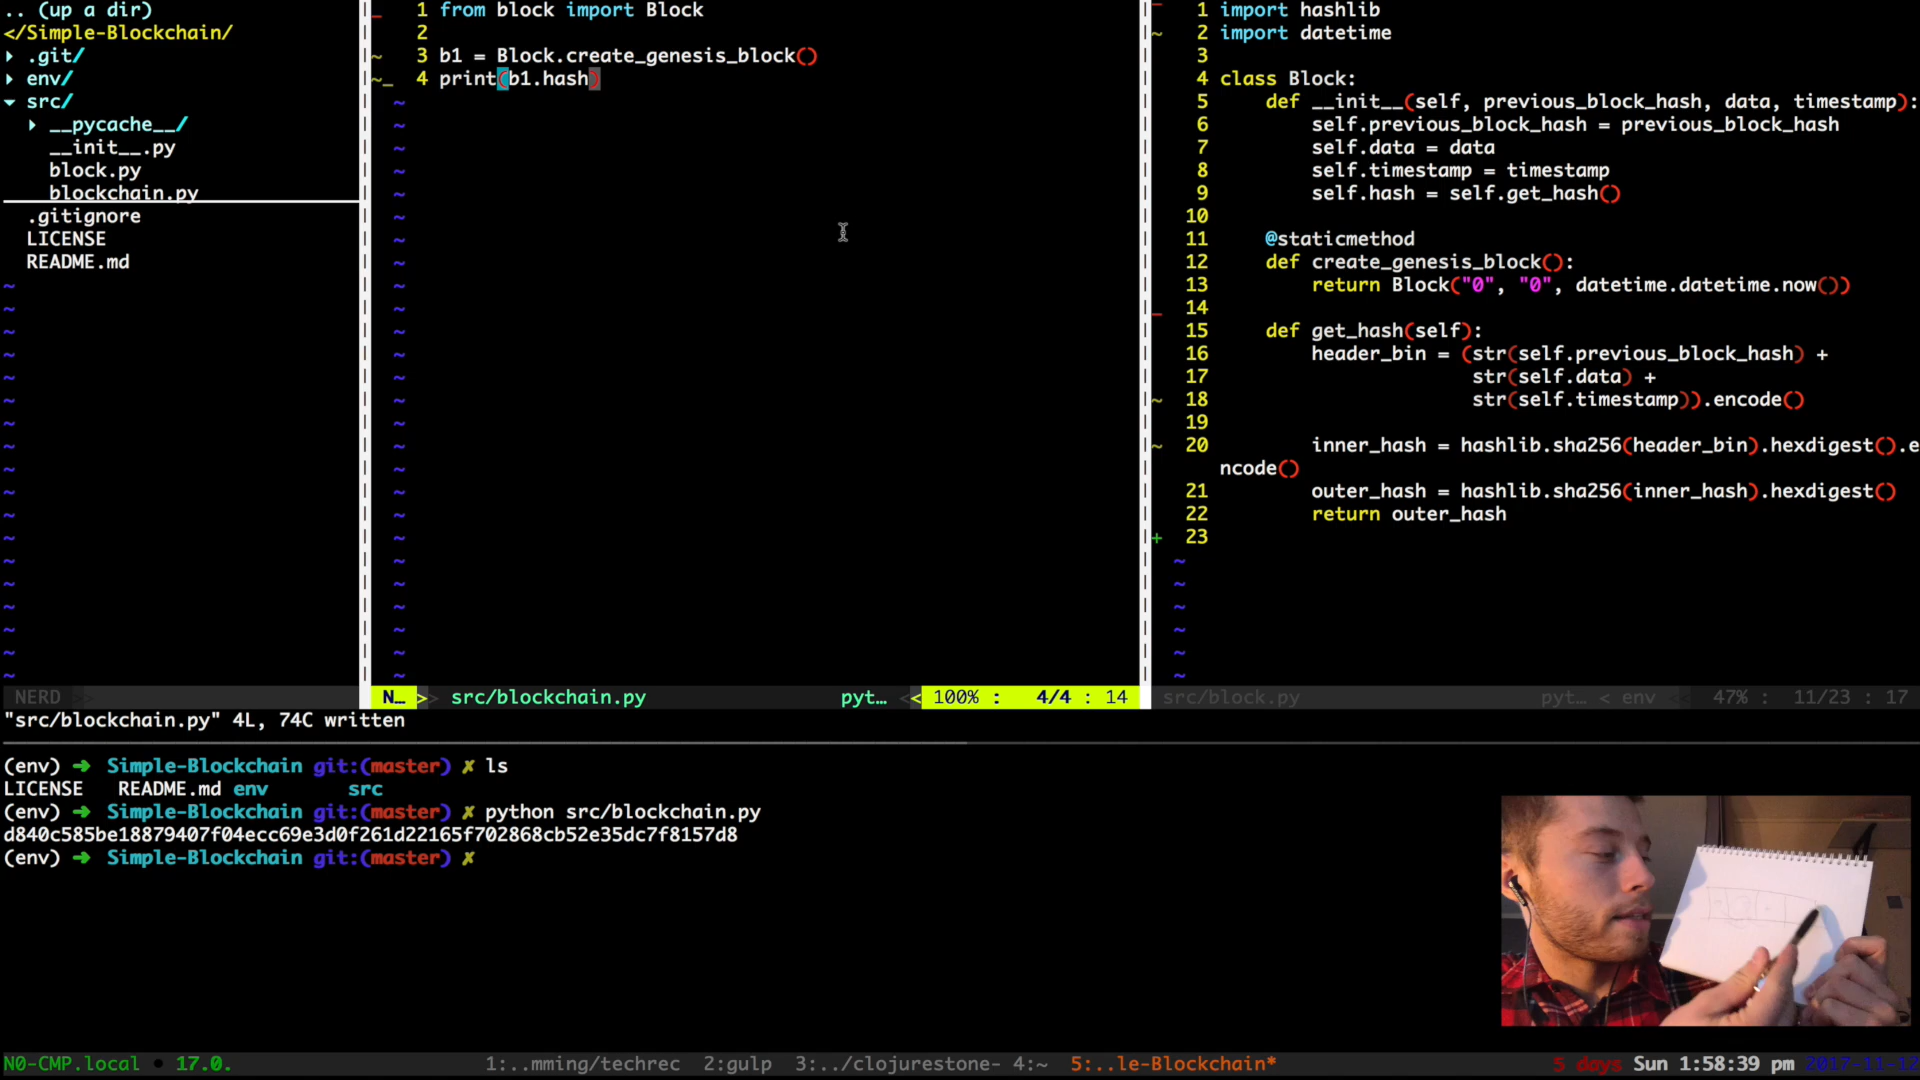 .. (up a dir)
</Simple-Blockchain/
▸ .git/
▸ env/
▾ src/
▸ __pycache__/
__init__.py
block.py
blockchain.py
.gitignore
LICENSE
README.md
NERD
1 from block import Block
2
3 b1 = Block.create_genesis_block()
4 print(b1.hash)
N… > src/blockchain.py pyt… < 100% : 4/4 : 14
1 import hashlib
2 import datetime
3
4 class Block:
5 def __init__(self, previous_block_hash, data, timestamp):
6 self.previous_block_hash = previous_block_hash
7 self.data = data
8 self.timestamp = timestamp
9 self.hash = self.get_hash()
10
11 @staticmethod
12 def create_genesis_block():
13 return Block("0", "0", datetime.datetime.now())
14
15 def get_hash(self):
16 header_bin = (str(self.previous_block_hash) +
17 str(self.data) +
18 str(self.timestamp)).encode()
19
20 inner_hash = hashlib.sha256(header_bin).hexdigest().e
ncode()
21 outer_hash = hashlib.sha256(inner_hash).hexdigest()
22 return outer_hash
23
src/block.py pyt… < env 47% : 11/23 : 17
"src/blockchain.py" 4L, 74C written
(env) ➜ Simple-Blockchain git:(master) ✗ ls
LICENSE README.md env src
(env) ➜ Simple-Blockchain git:(master) ✗ python src/blockchain.py
d840c585be18879407f04ecc69e3d0f261d22165f702868cb52e35dc7f8157d8
(env) ➜ Simple-Blockchain git:(master) ✗
N0-CMP.local • 17.0. 1:..mming/techrec 2:gulp 3:../clojurestone- 4:~ 5:..le-Blockchain* 5 days Sun 1:58:39 pm 2017-11-12